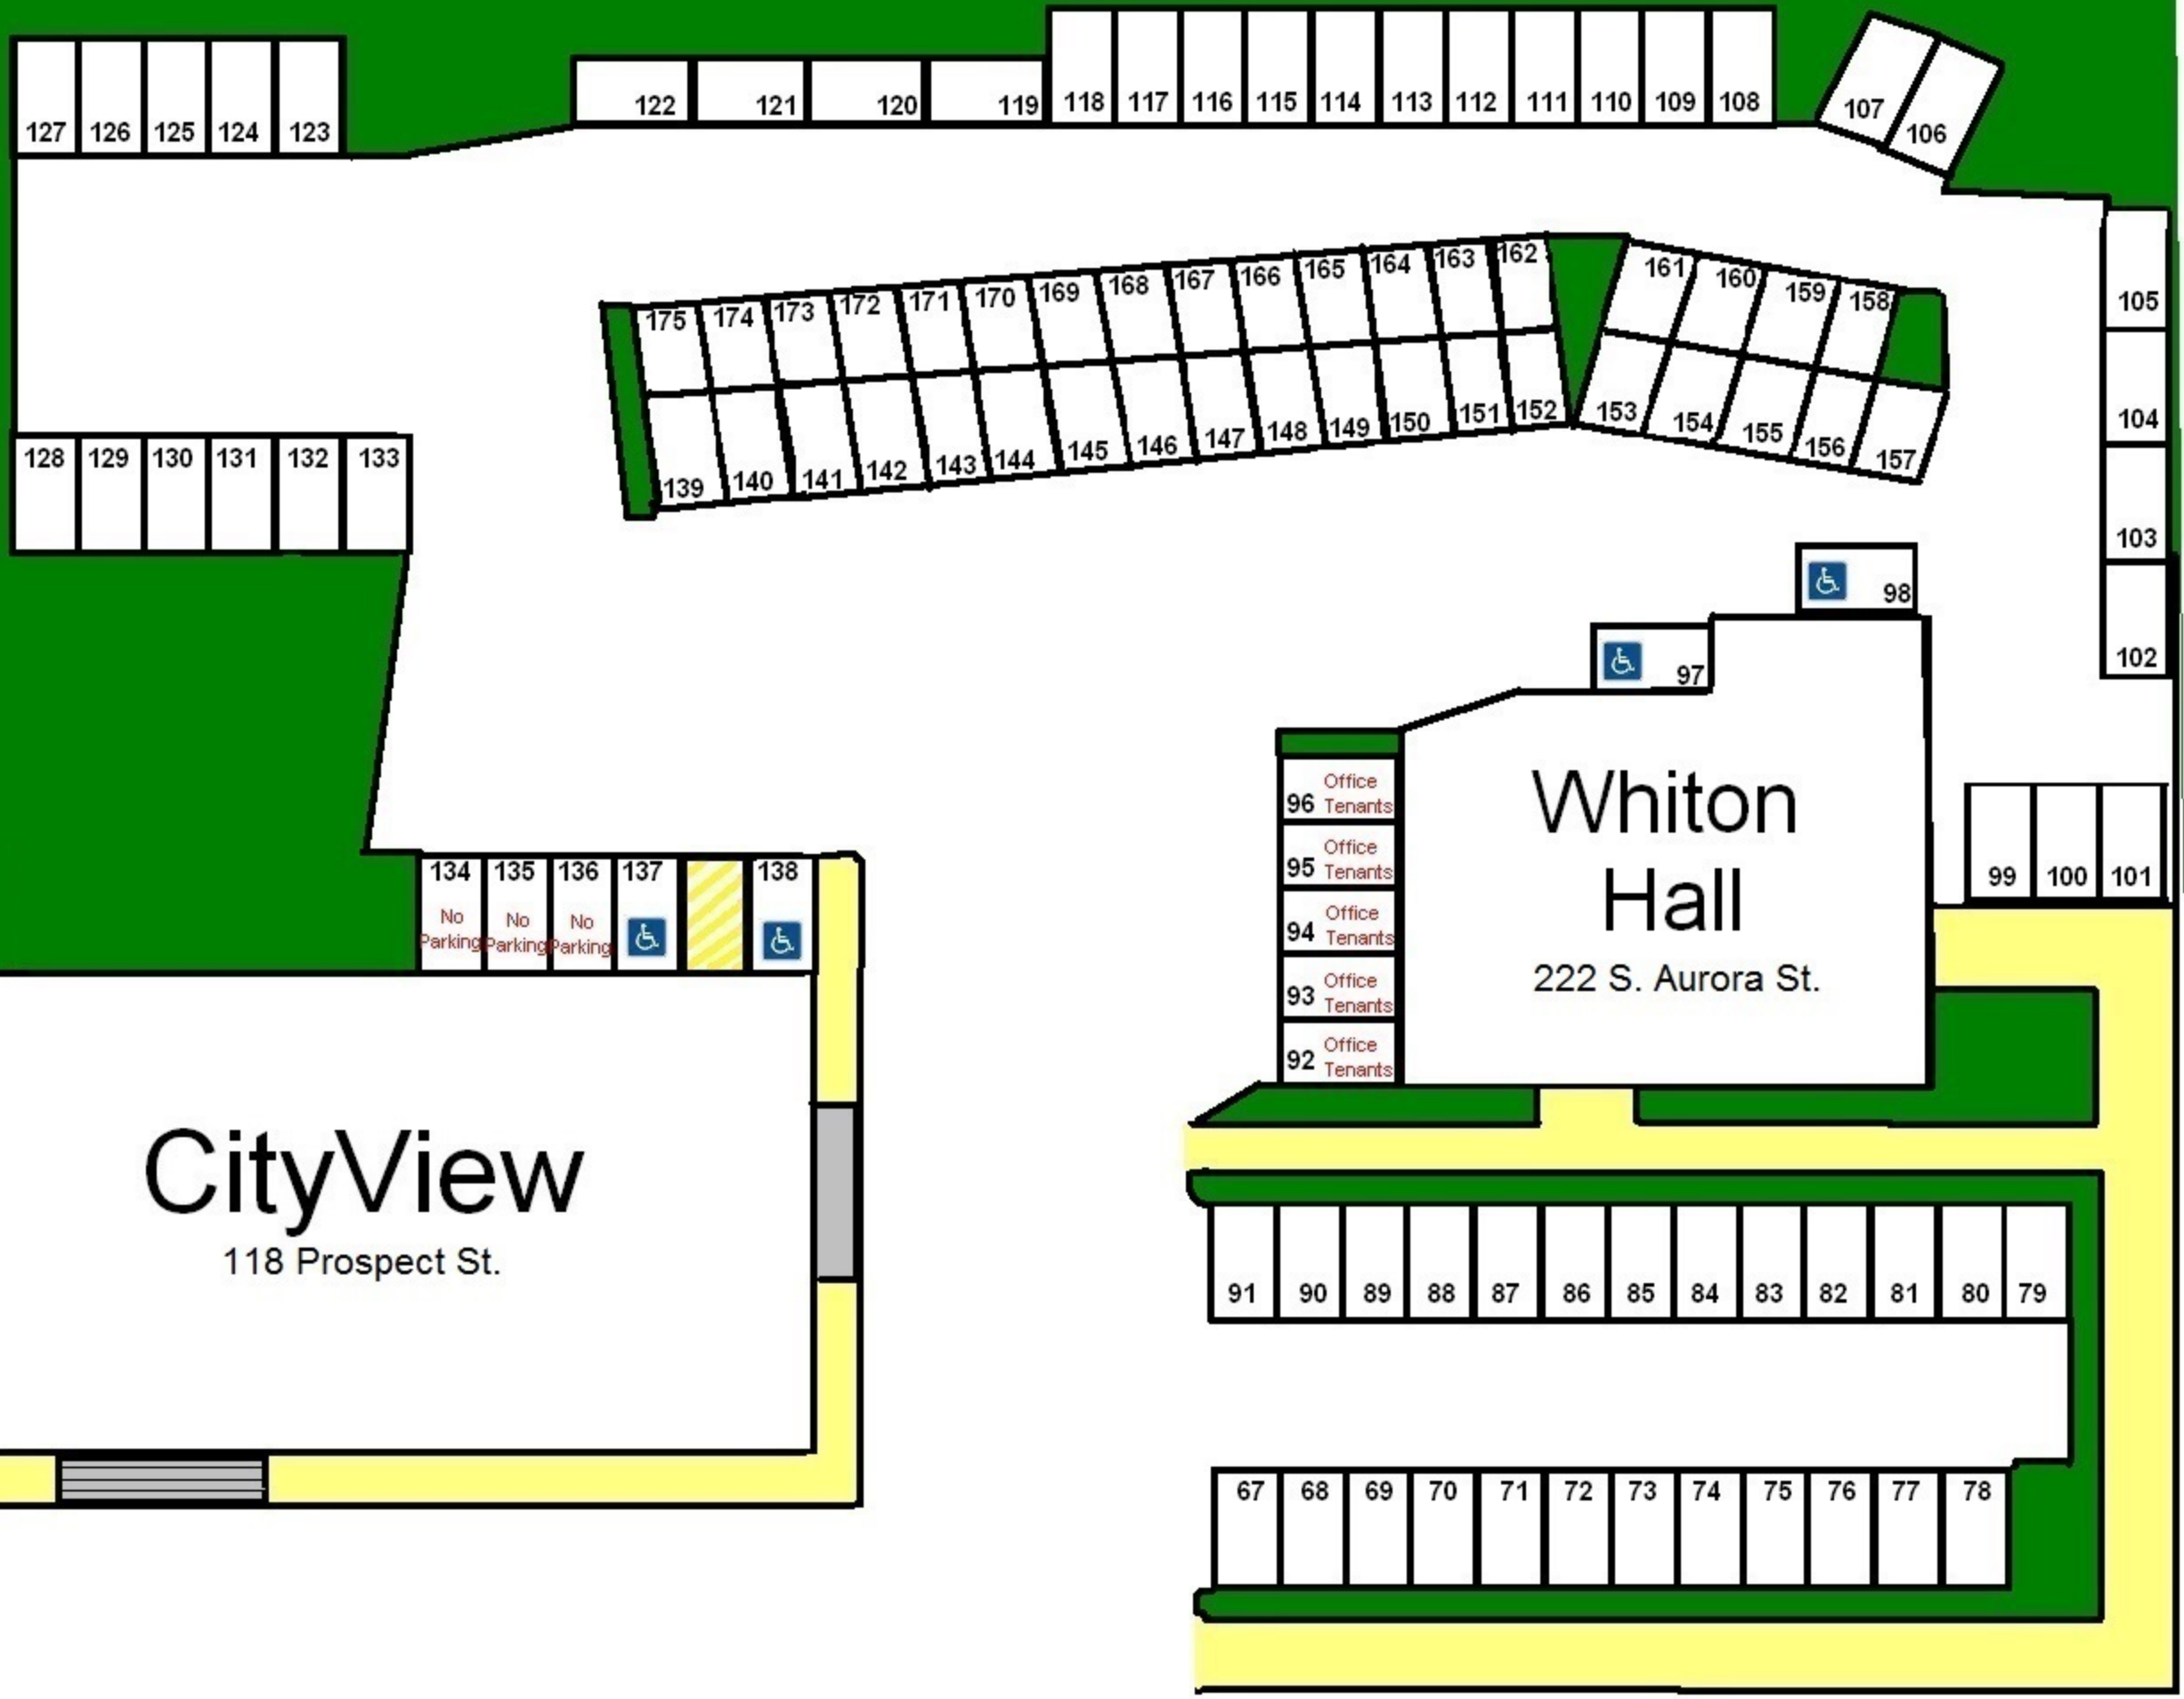 118 117 116 115 114 113 112 111 110 109 108
122 121 120 119
107
106
127 126 125 124 123
162
163
164
165
166
167
168
169
170
171
172
173
174
175
161
160
159
158
105
104
103
102
128 129 130 131 132 133
139 140 141 142 143 144 145 146 147 148 149 150 151 152
153 154 155 156 157
98
97
96 Office
Tenants
95 Office
Tenants
94 Office
Tenants
93 Office
Tenants
92 Office
Tenants
Whiton
Hall
222 S. Aurora St.
99 100 101
134 135 136 137 138
No No No
Parking Parking Parking
CityView
118 Prospect St.
91 90 89 88 87 86 85 84 83 82 81 80 79
67 68 69 70 71 72 73 74 75 76 77 78